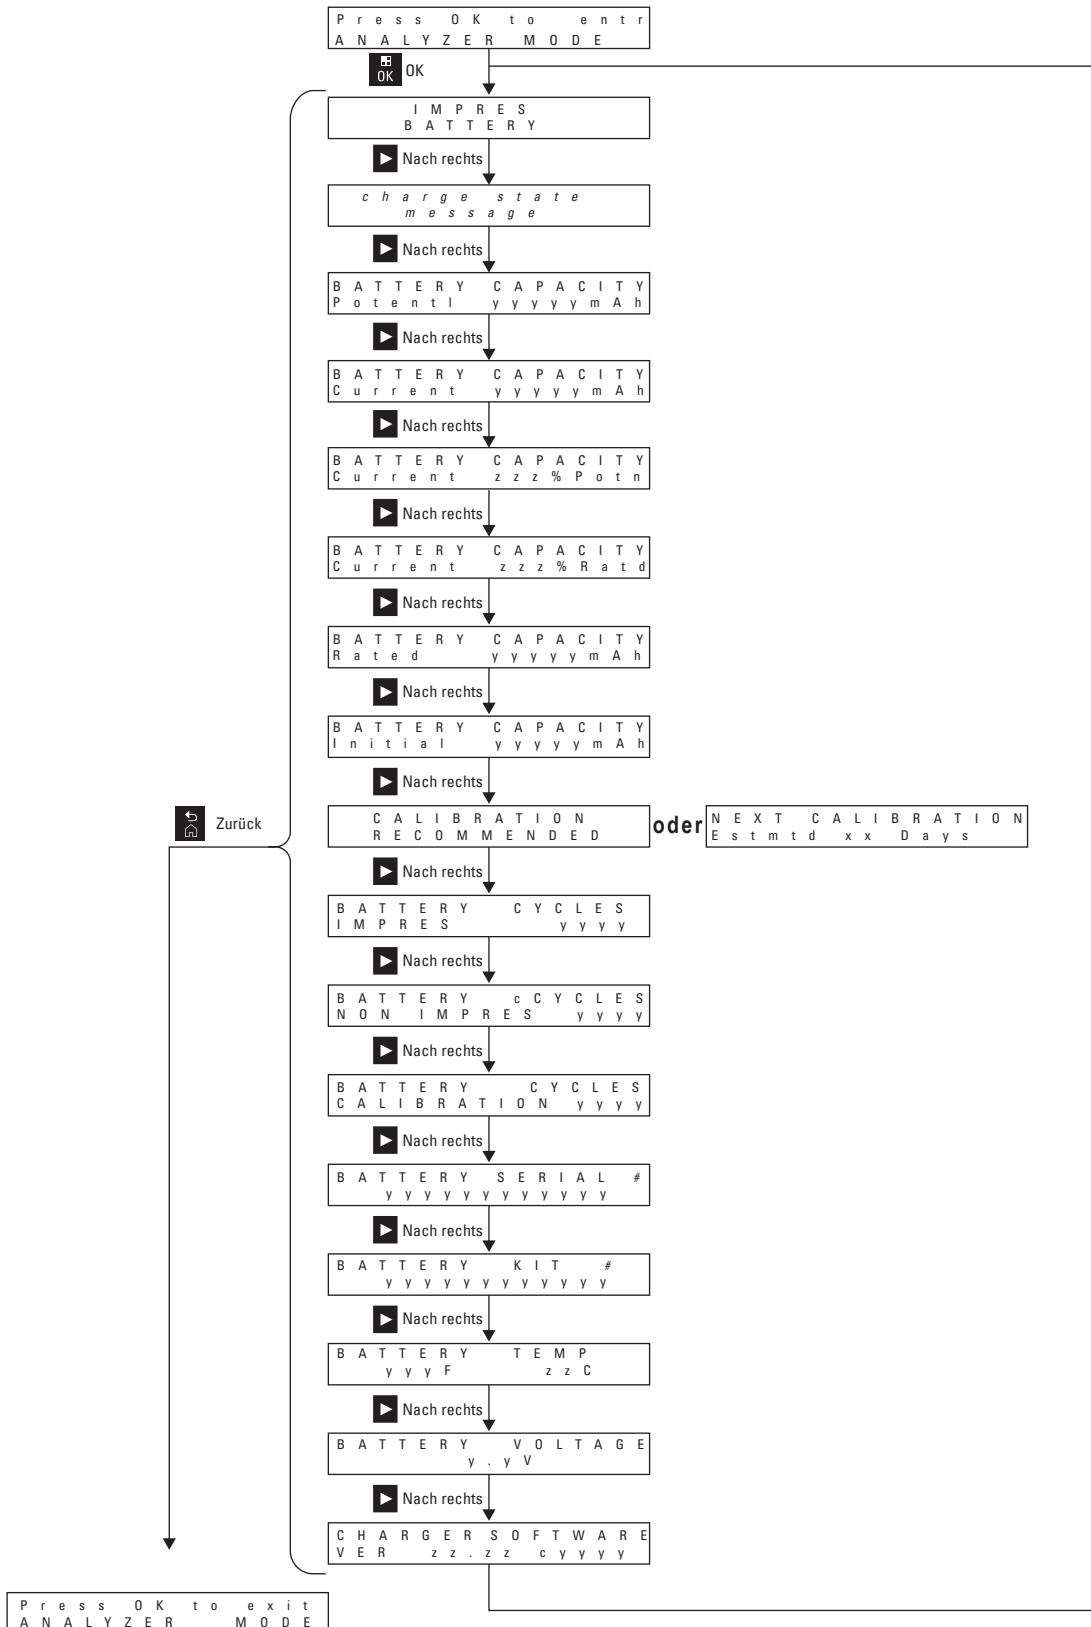 Press OK to entr
ANALYZER MODE
OK OK
IMPRES
BATTERY
Nach rechts
charge state
message
Nach rechts
BATTERY CAPACITY
Potentl yyyyymAh
Nach rechts
BATTERY CAPACITY
Current yyyyymAh
Nach rechts
BATTERY CAPACITY
Current zzz%Potn
Nach rechts
BATTERY CAPACITY
Current zzz%Ratd
Nach rechts
BATTERY CAPACITY
Rated yyyyymAh
Nach rechts
BATTERY CAPACITY
Initial yyyyymAh
Nach rechts
Zurück
CALIBRATION
RECOMMENDED
oder
NEXT CALIBRATION
Estmtd xx Days
Nach rechts
BATTERY CYCLES
IMPRES yyyy
Nach rechts
BATTERY cCYCLES
NON IMPRES yyyy
Nach rechts
BATTERY CYCLES
CALIBRATION yyyy
Nach rechts
BATTERY SERIAL #
yyyyyyyyyyyy
Nach rechts
BATTERY KIT #
yyyyyyyyyyyy
Nach rechts
BATTERY TEMP
yyyF zzC
Nach rechts
BATTERY VOLTAGE
y.yV
Nach rechts
CHARGER SOFTWARE
VER zz.zz cyyyy
Press OK to exit
ANALYZER MODE